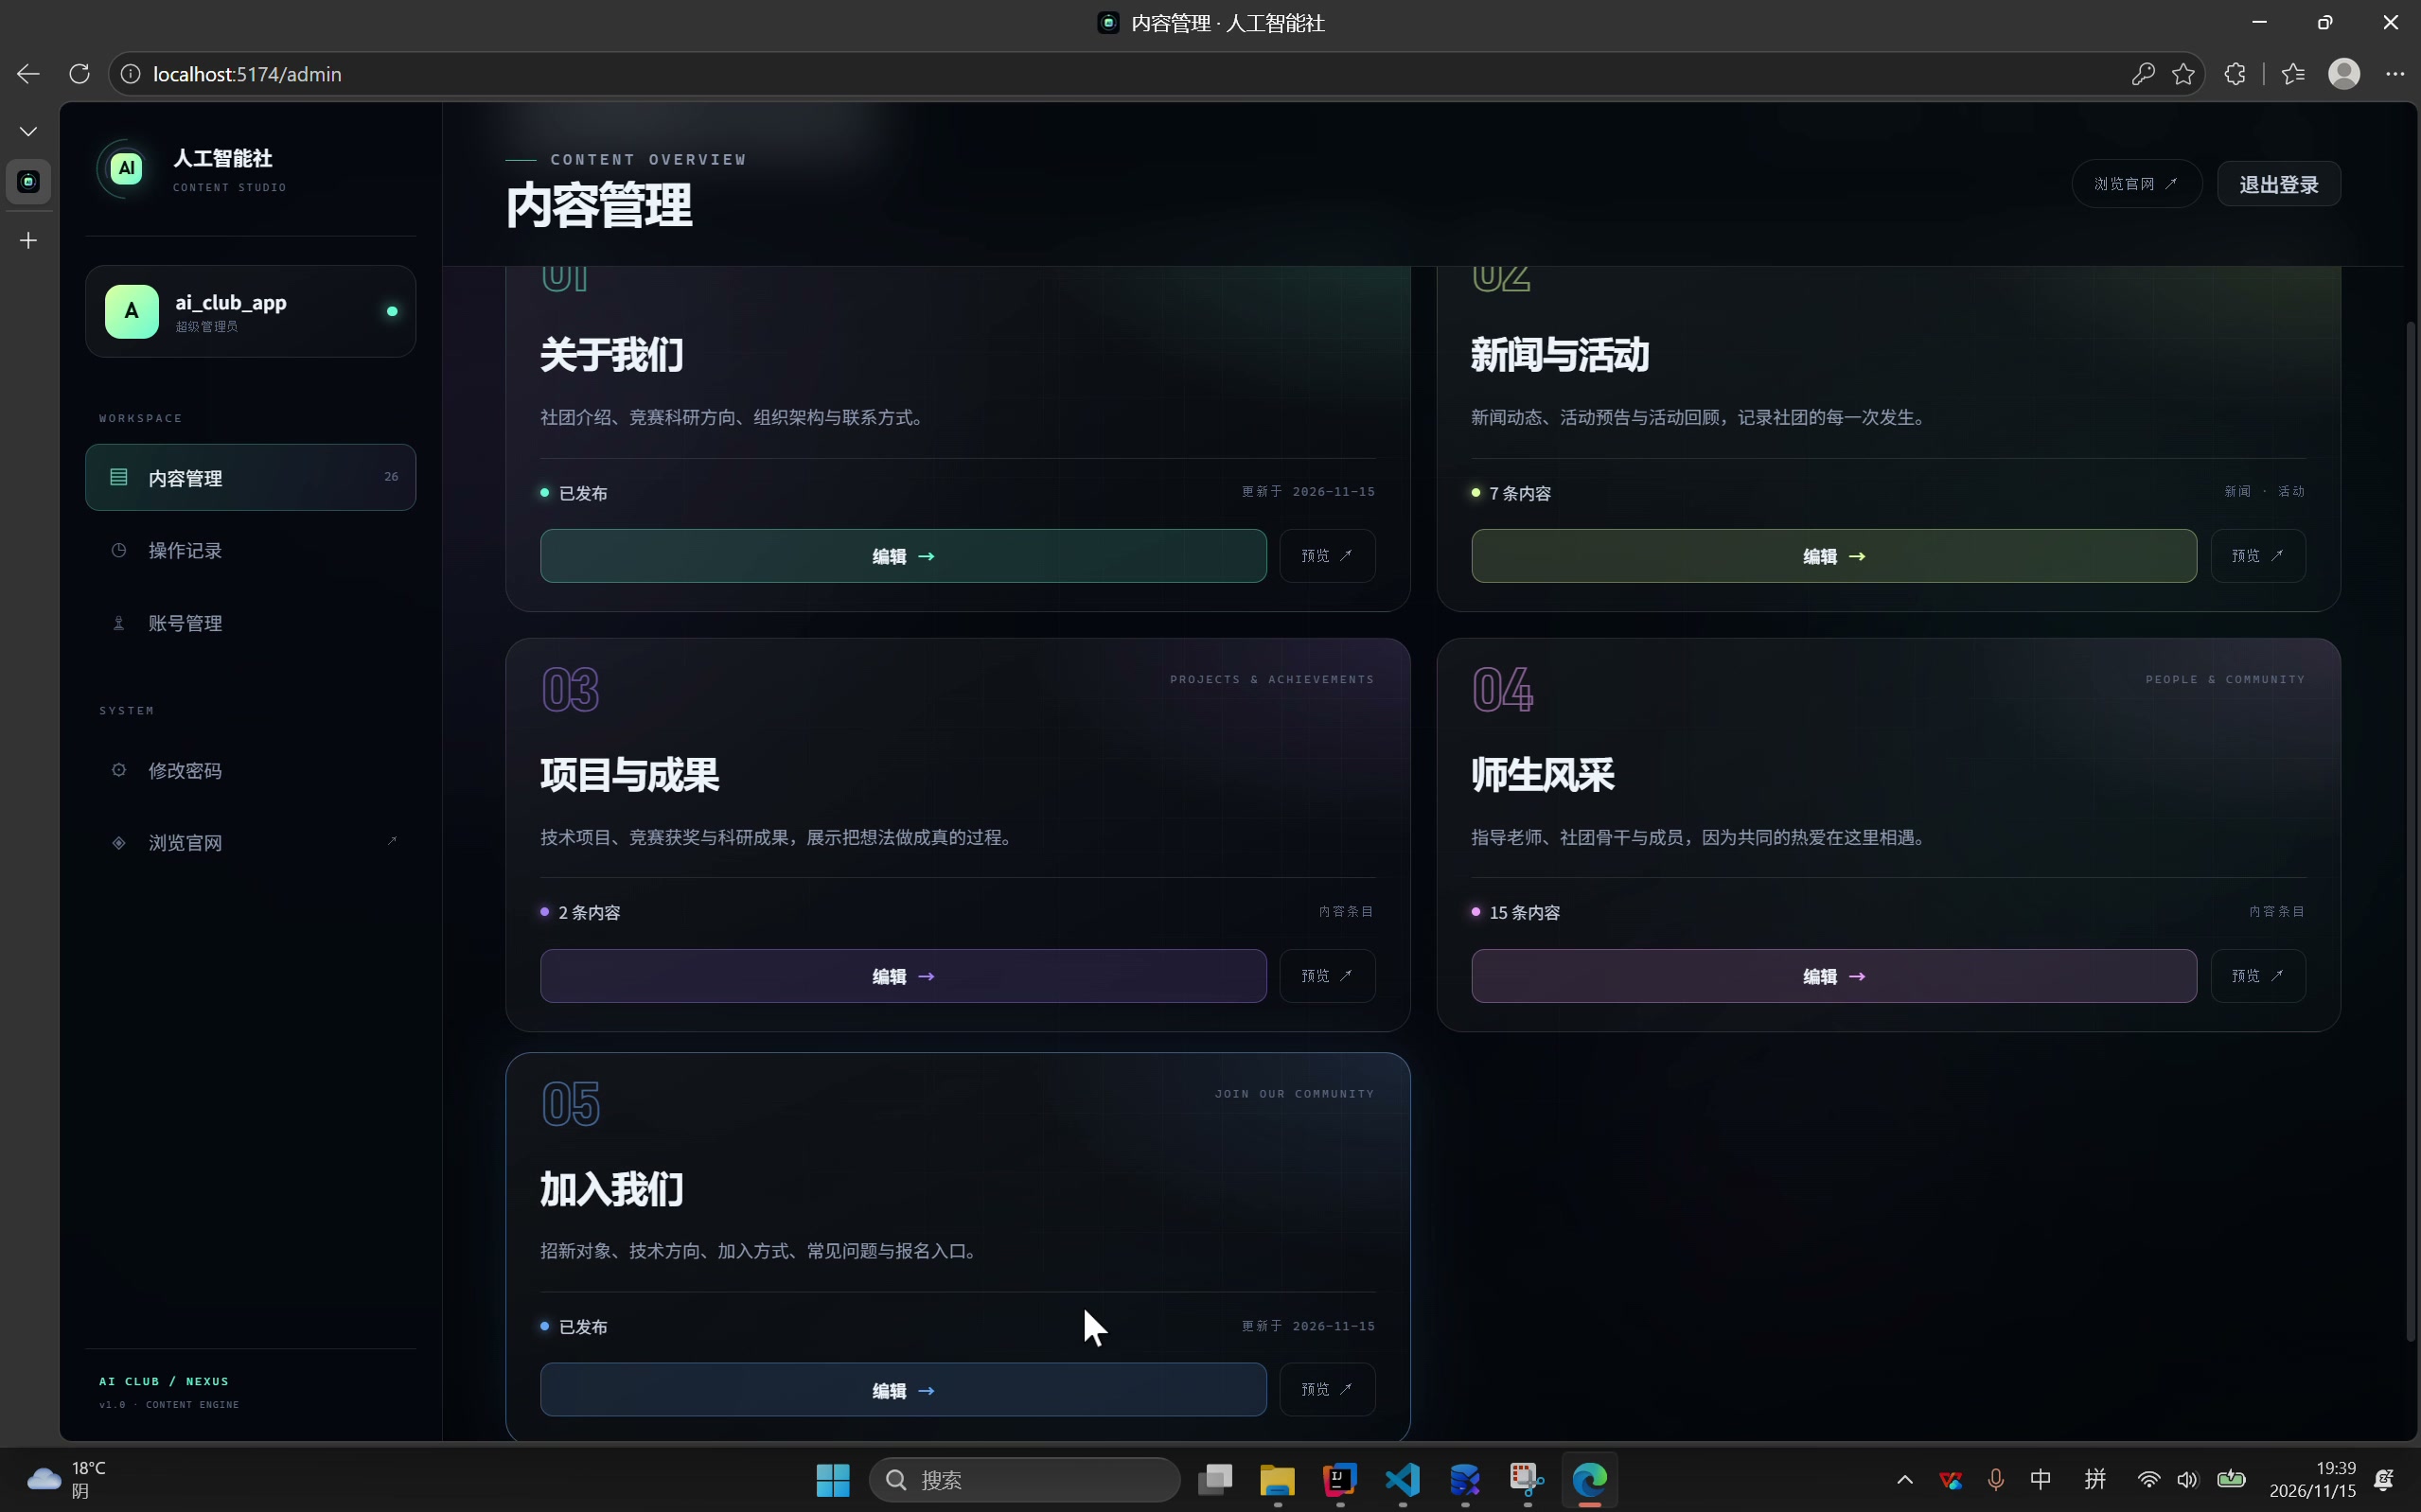 内容管理 · 人工智能社
localhost:5174/admin
AI
人工智能社
CONTENT STUDIO
A
ai_club_app
超级管理员
WORKSPACE
内容管理
26
操作记录
账号管理
SYSTEM
修改密码
浏览官网 ↗
AI CLUB / NEXUS
v1.0 · CONTENT ENGINE
CONTENT OVERVIEW
内容管理
浏览官网 ↗
退出登录
01
关于我们
社团介绍、竞赛科研方向、组织架构与联系方式。
已发布
更新于 2026-11-15
编辑 →
预览 ↗
02
新闻与活动
新闻动态、活动预告与活动回顾，记录社团的每一次发生。
7 条内容
新闻 · 活动
编辑 →
预览 ↗
03
PROJECTS & ACHIEVEMENTS
项目与成果
技术项目、竞赛获奖与科研成果，展示把想法做成真的过程。
2 条内容
内容条目
编辑 →
预览 ↗
04
PEOPLE & COMMUNITY
师生风采
指导老师、社团骨干与成员，因为共同的热爱在这里相遇。
15 条内容
内容条目
编辑 →
预览 ↗
05
JOIN OUR COMMUNITY
加入我们
招新对象、技术方向、加入方式、常见问题与报名入口。
已发布
更新于 2026-11-15
编辑 →
预览 ↗
18°C
阴
搜索
IJ
中
拼
19:39
2026/11/15